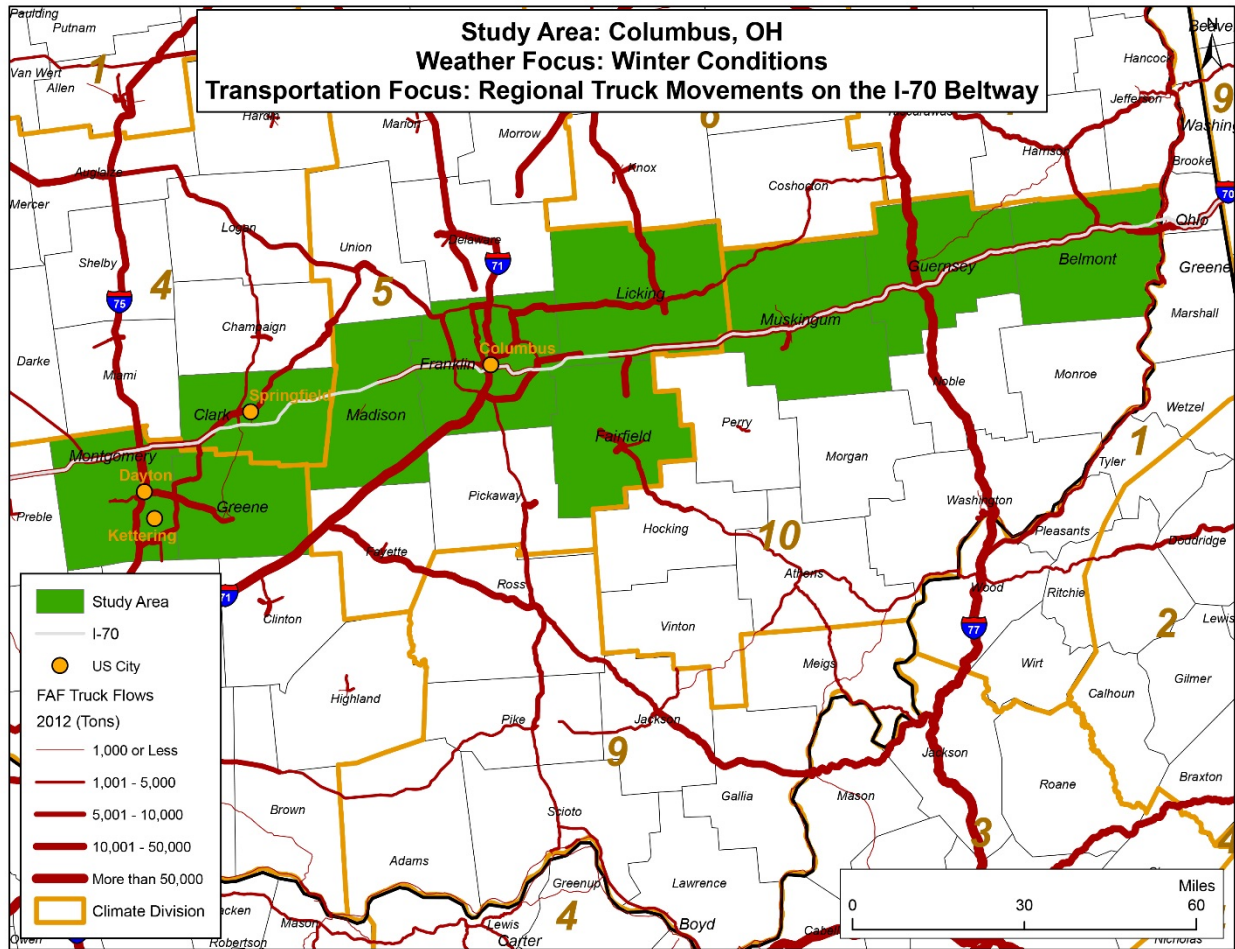 Study Area: Columbus, OH
Weather Focus: Winter Conditions
Transportation Focus: Regional Truck Movements on the I-70 Beltway
N
Paulding
Putnam
Van Wert
Allen
1
Hardin
Marion
Morrow
6
Hancock
Jefferson
9
Harrison
Brooke
Auglaize
Mercer
Knox
Coshocton
70
Ohio
Logan
Union
Delaware
71
Shelby
4
5
75
Licking
Guernsey
Belmont
Greene
Marshall
Champaign
Muskingum
Columbus
Franklin
Darke
Miami
Springfield
Clark
Madison
Noble
Monroe
Wetzel
Montgomery
Fairfield
Perry
Morgan
1
Tyler
Dayton
Greene
Pickaway
Washington
Preble
Kettering
Hocking
10
Pleasants
Doddridge
Fayette
Ross
Athens
Wood
Ritchie
71
Clinton
Vinton
77
2
Lewis
Meigs
Wirt
Gilmer
Highland
Calhoun
Pike
Jackson
9
Jackson
Roane
Braxton
Brown
Gallia
Mason
Scioto
3
4
Adams
Greenup
Lawrence
Mason
Lewis
4
Boyd
Robertson
Carter
Nicholas
Study Area
I-70
US City
FAF Truck Flows
2012 (Tons)
1,000 or Less
1,001 - 5,000
5,001 - 10,000
10,001 - 50,000
More than 50,000
Climate Division
Miles
0 30 60